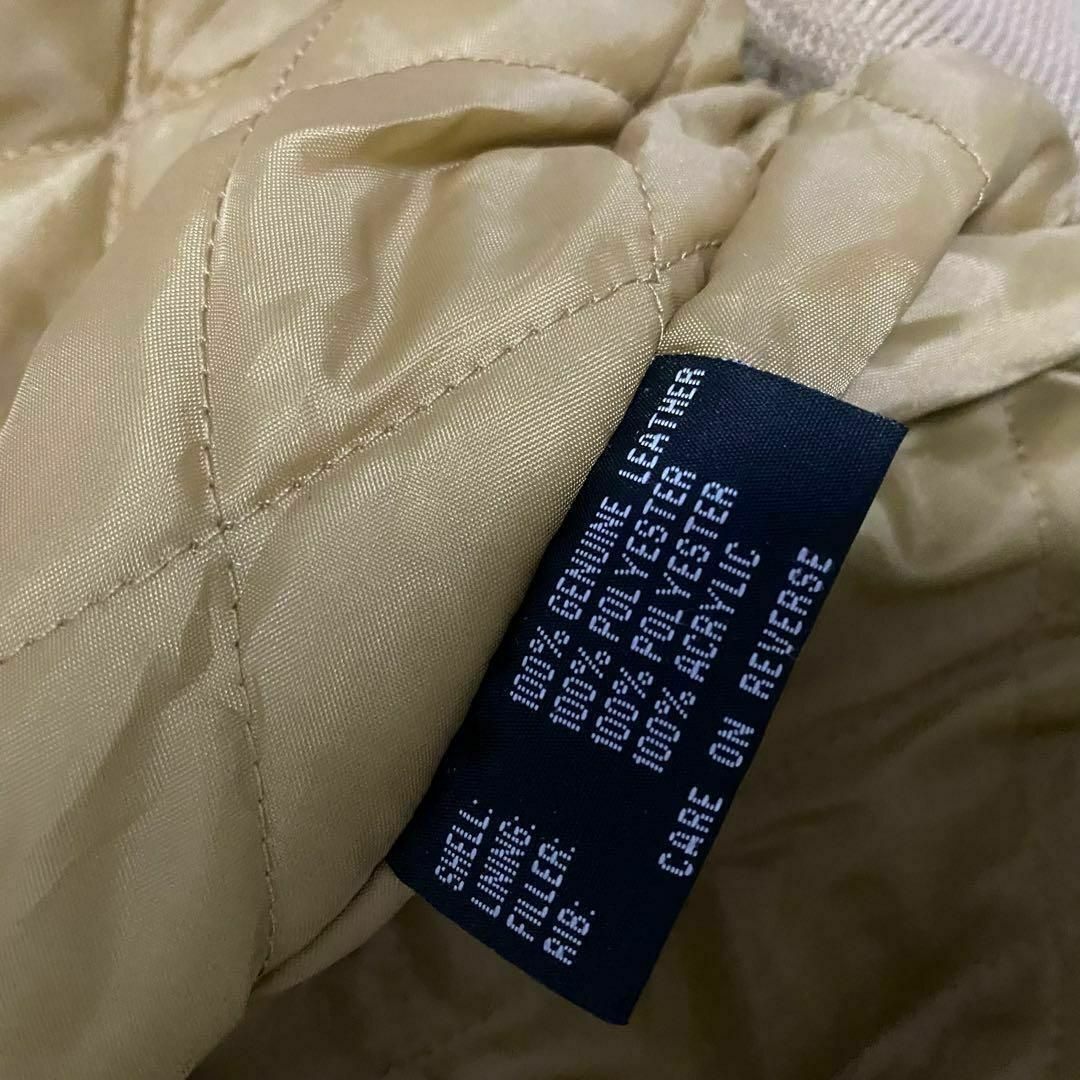 SHELL: 100% GENUINE LEATHER
LINING: 100% POLYESTER
FILLER: 100% POLYESTER
RIB: 100% ACRYLIC
CARE ON REVERSE